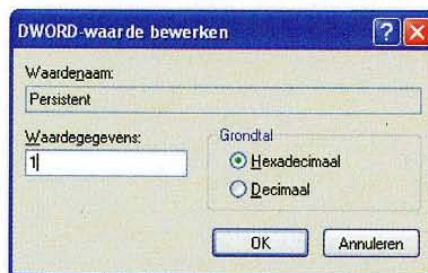 DWORD-waarde bewerken
Waardenaam:
Persistent
Waardegegevens:
1
Grondtal
Hexadecimaal
Decimaal
OK
Annuleren